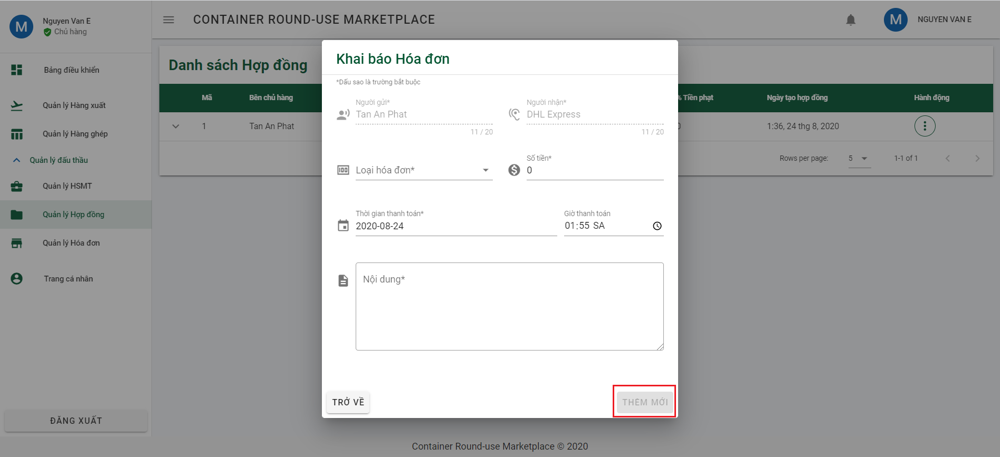 M
Nguyen Van E
Chủ hàng
CONTAINER ROUND-USE MARKETPLACE
M
NGUYEN VAN E
Bảng điều khiển
Quản lý Hàng xuất
Quản lý Hàng ghép
Quản lý đấu thầu
Quản lý HSMT
Quản lý Hợp đồng
Quản lý Hóa đơn
Trang cá nhân
ĐĂNG XUẤT
Danh sách Hợp đồng
Mã Bên chủ hàng % Tiền phạt Ngày tạo hợp đồng Hành động
1 Tan An Phat 0 1:36, 24 thg 8, 2020
Rows per page: 5 1-1 of 1
Khai báo Hóa đơn
*Dấu sao là trường bắt buộc
Người gửi* Người nhận*
Tan An Phat DHL Express
11 / 20 11 / 20
Số tiền*
100 Loại hóa đơn* $ 0
Thời gian thanh toán* Giờ thanh toán
2020-08-24 01:55 SA
Nội dung*
TRỞ VỀ THÊM MỚI
Container Round-use Marketplace © 2020